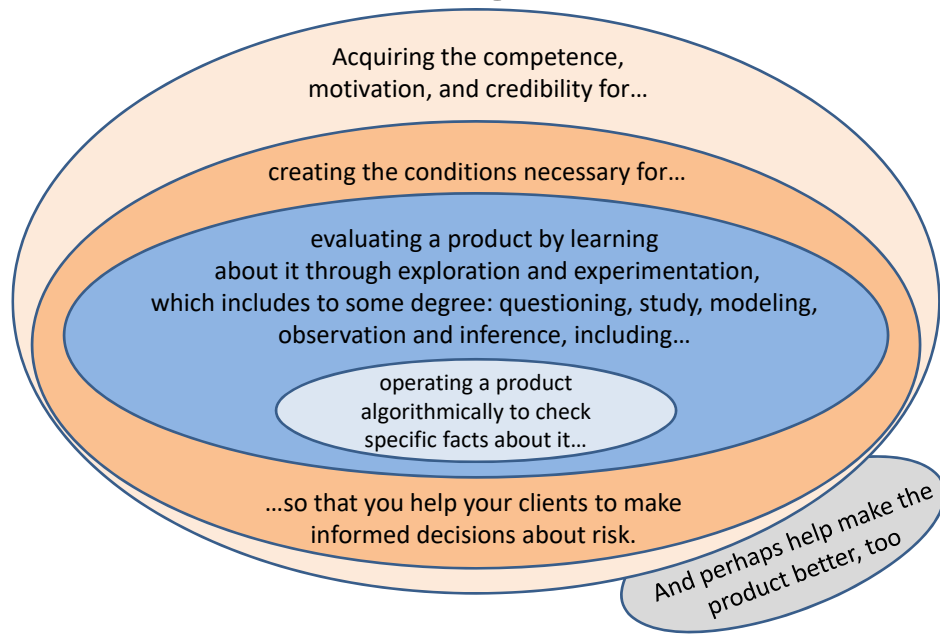 Acquiring the competence,
motivation, and credibility for…
creating the conditions necessary for…
evaluating a product by learning
about it through exploration and experimentation,
which includes to some degree: questioning, study, modeling,
observation and inference, including…
operating a product
algorithmically to check
specific facts about it…
…so that you help your clients to make
informed decisions about risk.
And perhaps help make the
product better, too